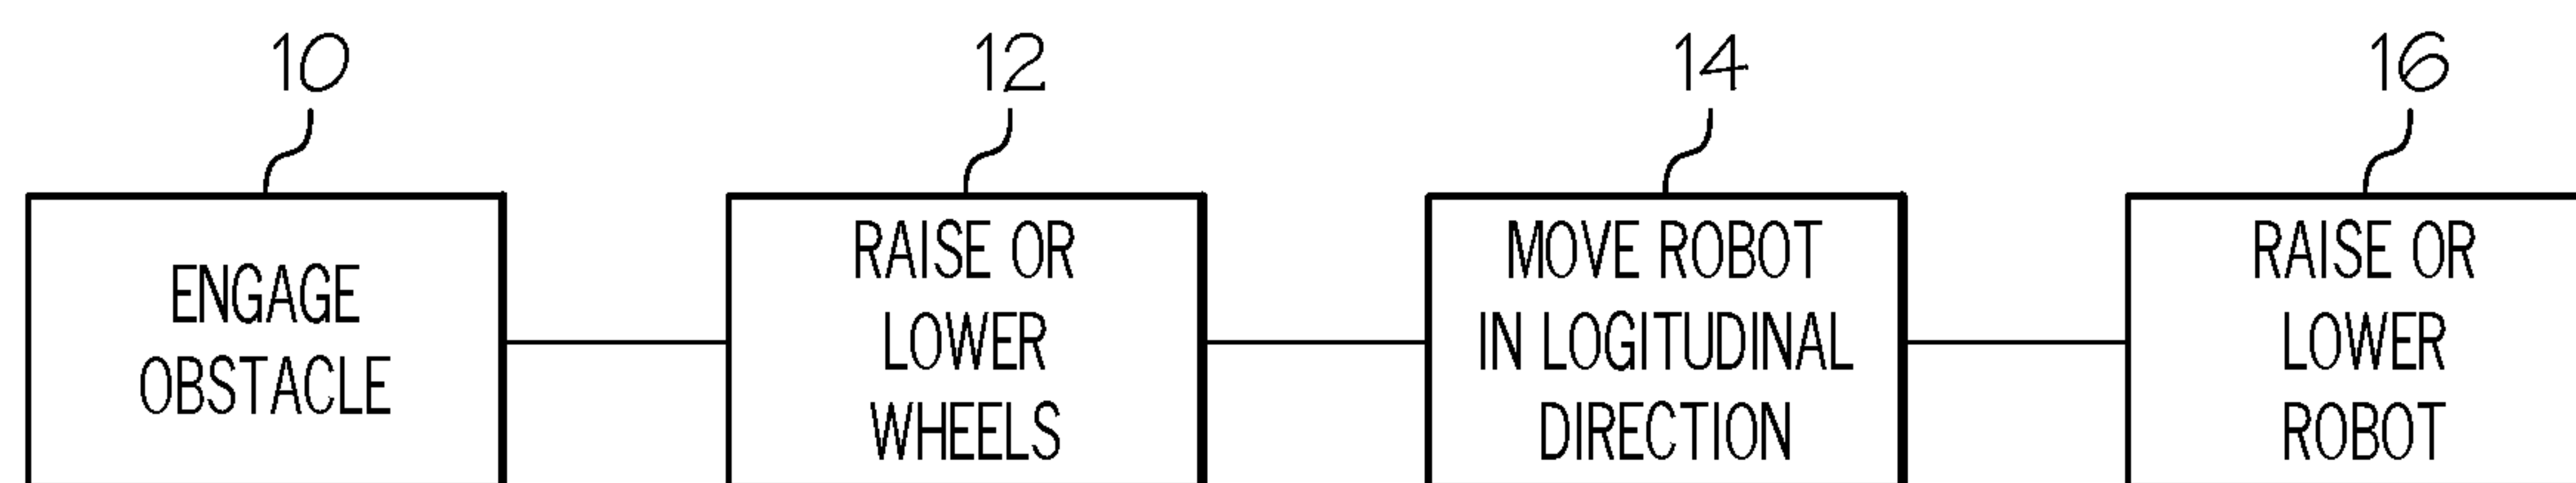 10
12
14
16
ENGAGE
OBSTACLE
RAISE OR
LOWER
WHEELS
MOVE ROBOT
IN LOGITUDINAL
DIRECTION
RAISE OR
LOWER
ROBOT